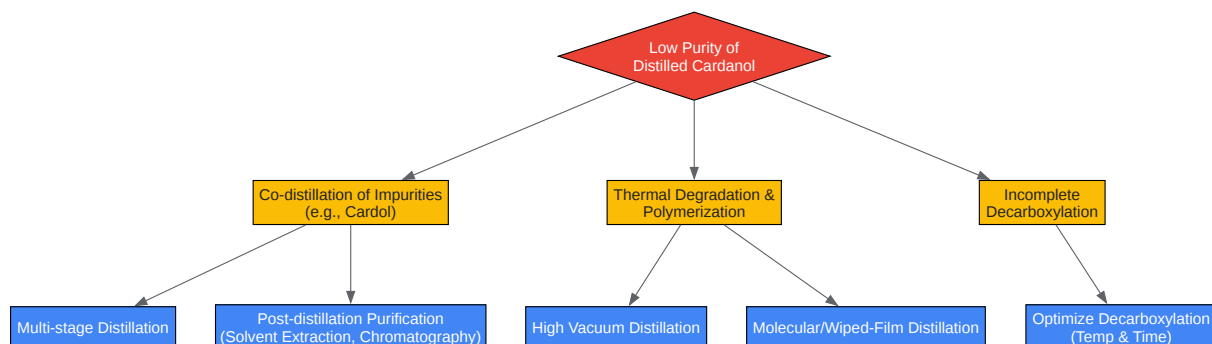 Low Purity of
Distilled Cardanol
Co-distillation of Impurities
(e.g., Cardol)
Thermal Degradation &
Polymerization
Incomplete
Decarboxylation
Multi-stage Distillation
Post-distillation Purification
(Solvent Extraction, Chromatography)
High Vacuum Distillation
Molecular/Wiped-Film Distillation
Optimize Decarboxylation
(Temp & Time)